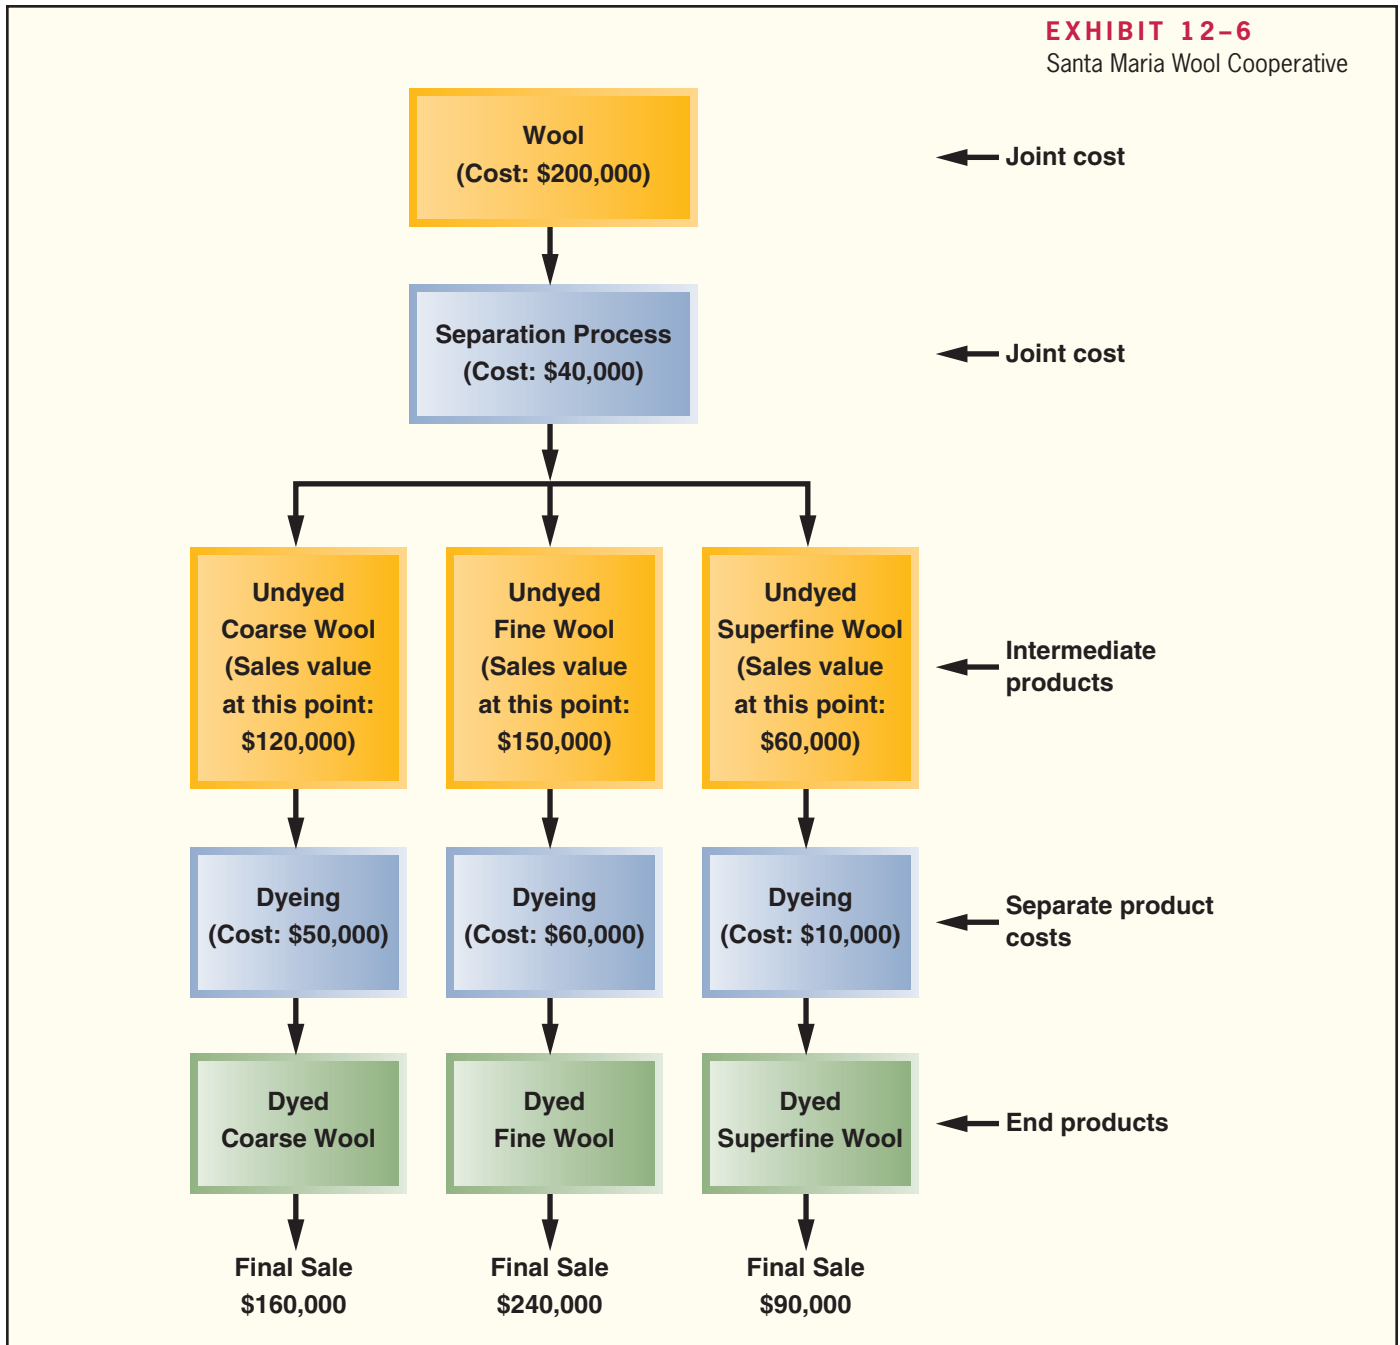 EXHIBIT 12–6
Santa Maria Wool Cooperative
Wool
(Cost: $200,000)
Joint cost
Separation Process
(Cost: $40,000)
Joint cost
Undyed
Coarse Wool
(Sales value
at this point:
$120,000)
Undyed
Fine Wool
(Sales value
at this point:
$150,000)
Undyed
Superfine Wool
(Sales value
at this point:
$60,000)
Intermediate
products
Dyeing
(Cost: $50,000)
Dyeing
(Cost: $60,000)
Dyeing
(Cost: $10,000)
Separate product
costs
Dyed
Coarse Wool
Dyed
Fine Wool
Dyed
Superfine Wool
End products
Final Sale
$160,000
Final Sale
$240,000
Final Sale
$90,000